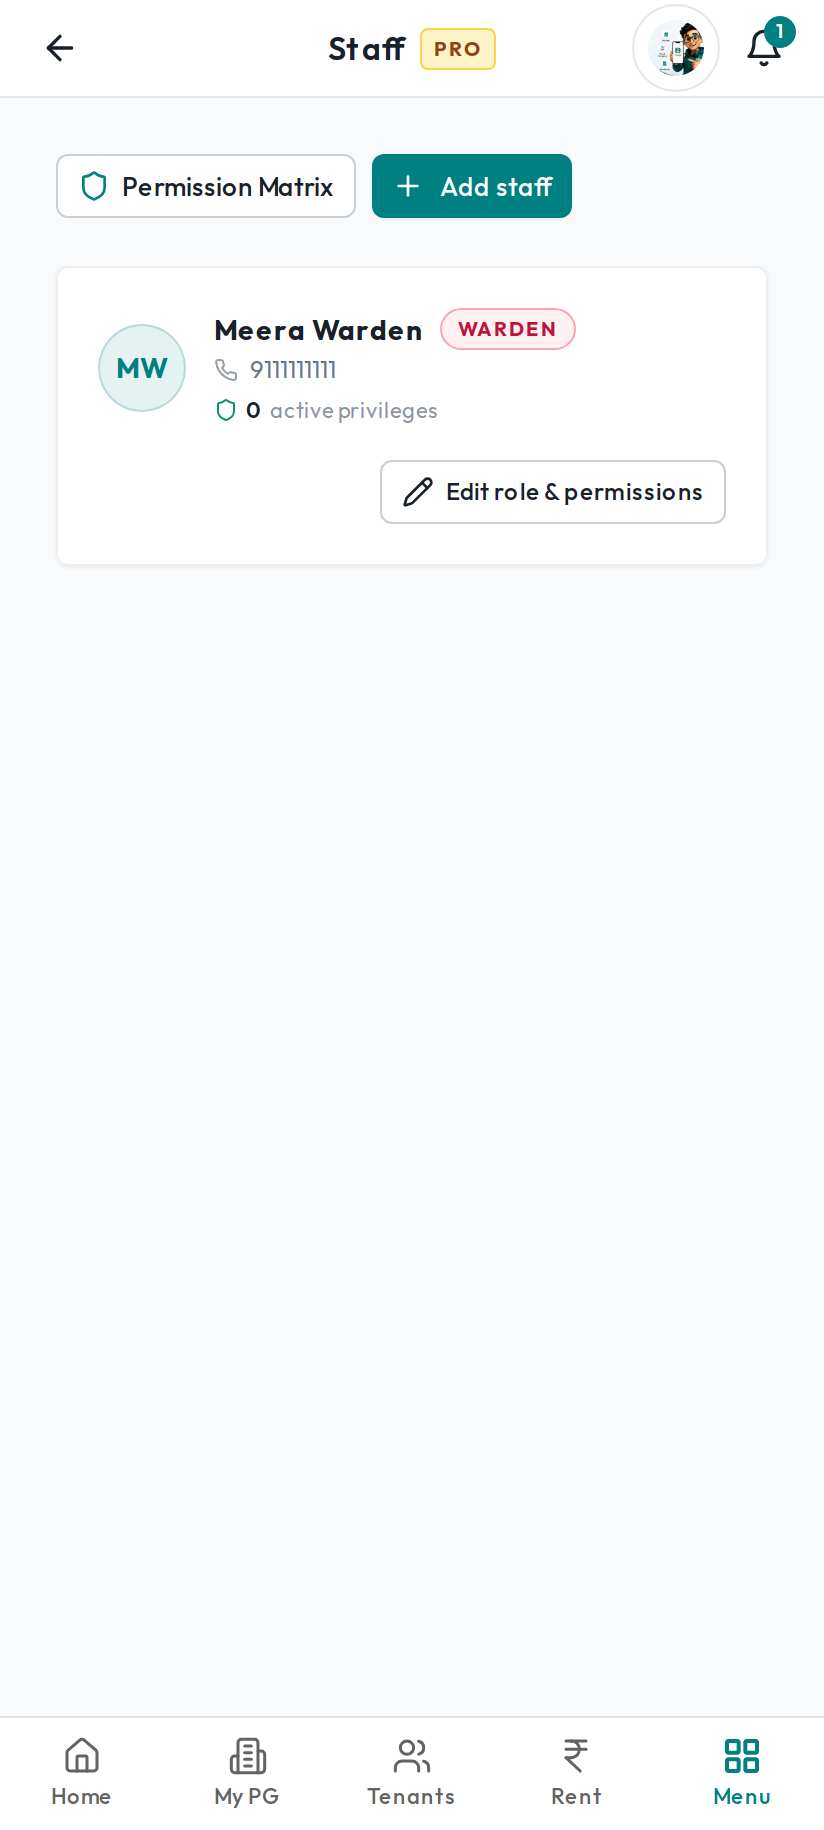 Staff PRO
1
Permission Matrix
Add staff
MW
Meera Warden WARDEN
9111111111
0 active privileges
Edit role & permissions
Home
My PG
Tenants
Rent
Menu